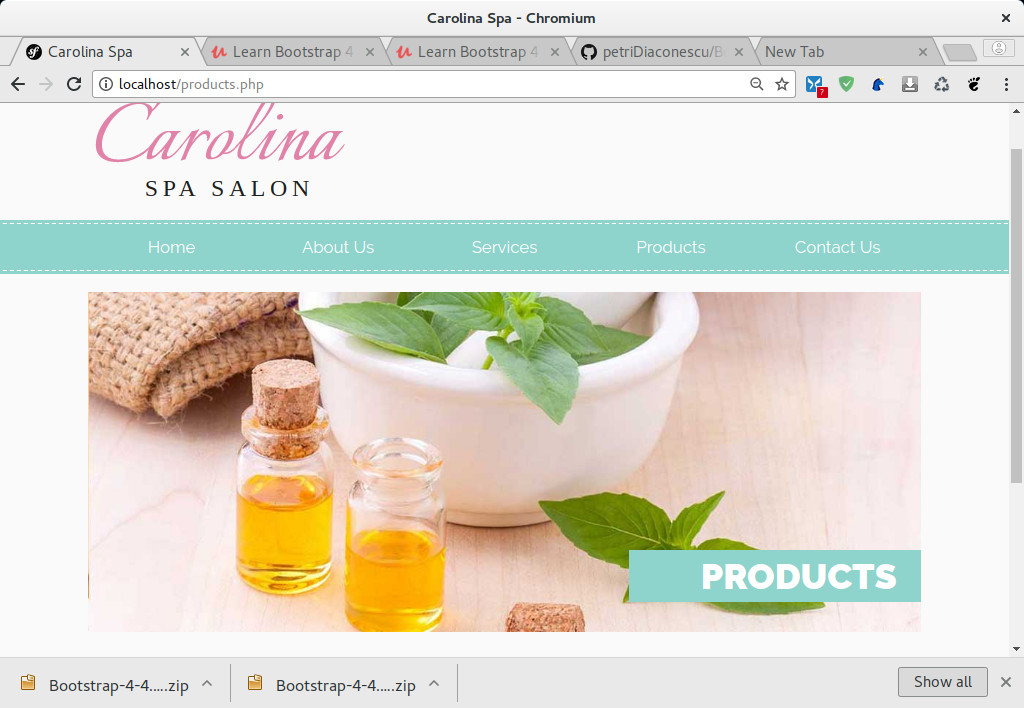 Carolina Spa - Chromium
Carolina Spa
Learn Bootstrap 4
Learn Bootstrap 4
petriDiaconescu/B
New Tab
localhost/products.php
?
Carolina
SPA SALON
Home
About Us
Services
Products
Contact Us
PRODUCTS
Bootstrap-4-4.....zip
Bootstrap-4-4.....zip
Show all